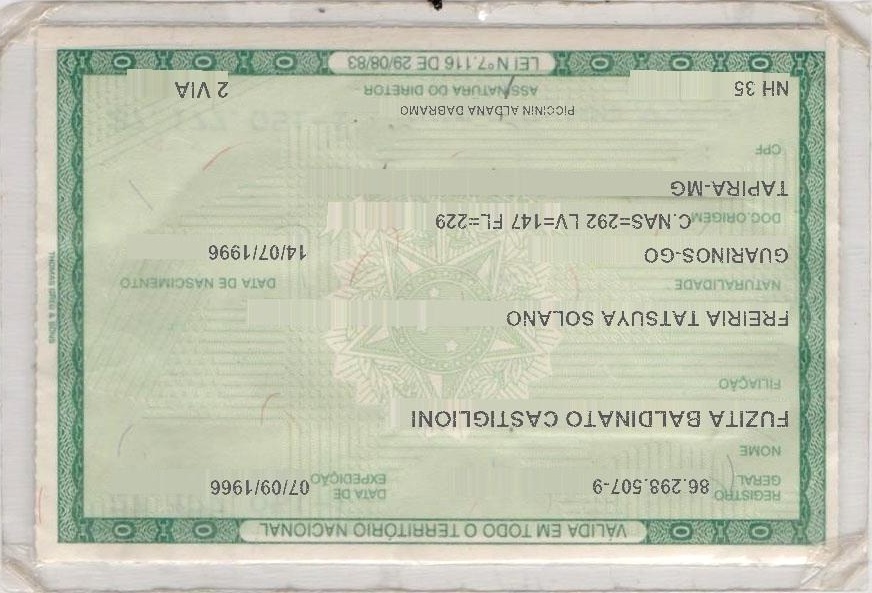 VÁLIDA EM TODO O TERRITÓRIO NACIONAL
REGISTRO GERAL 86.298.507-9 DATA DE EXPEDIÇÃO 07/09/1966
NOME
FUZITA BALDINATO CASTIGLIONI
FILIAÇÃO
FREIRIA TATSUYA SOLANO
NATURALIDADE DATA DE NASCIMENTO
GUARINOS-GO 14/07/1996
DOC.ORIGEM C.NAS=292 LV=147 FL=229
TAPIRA-MG
CPF
PICCININ ALDANA DABRAMO
NH 35 ASSINATURA DO DIRETOR 2 VIA
LEI Nº 7.116 DE 29/08/83
THOMAS GREG & SONS